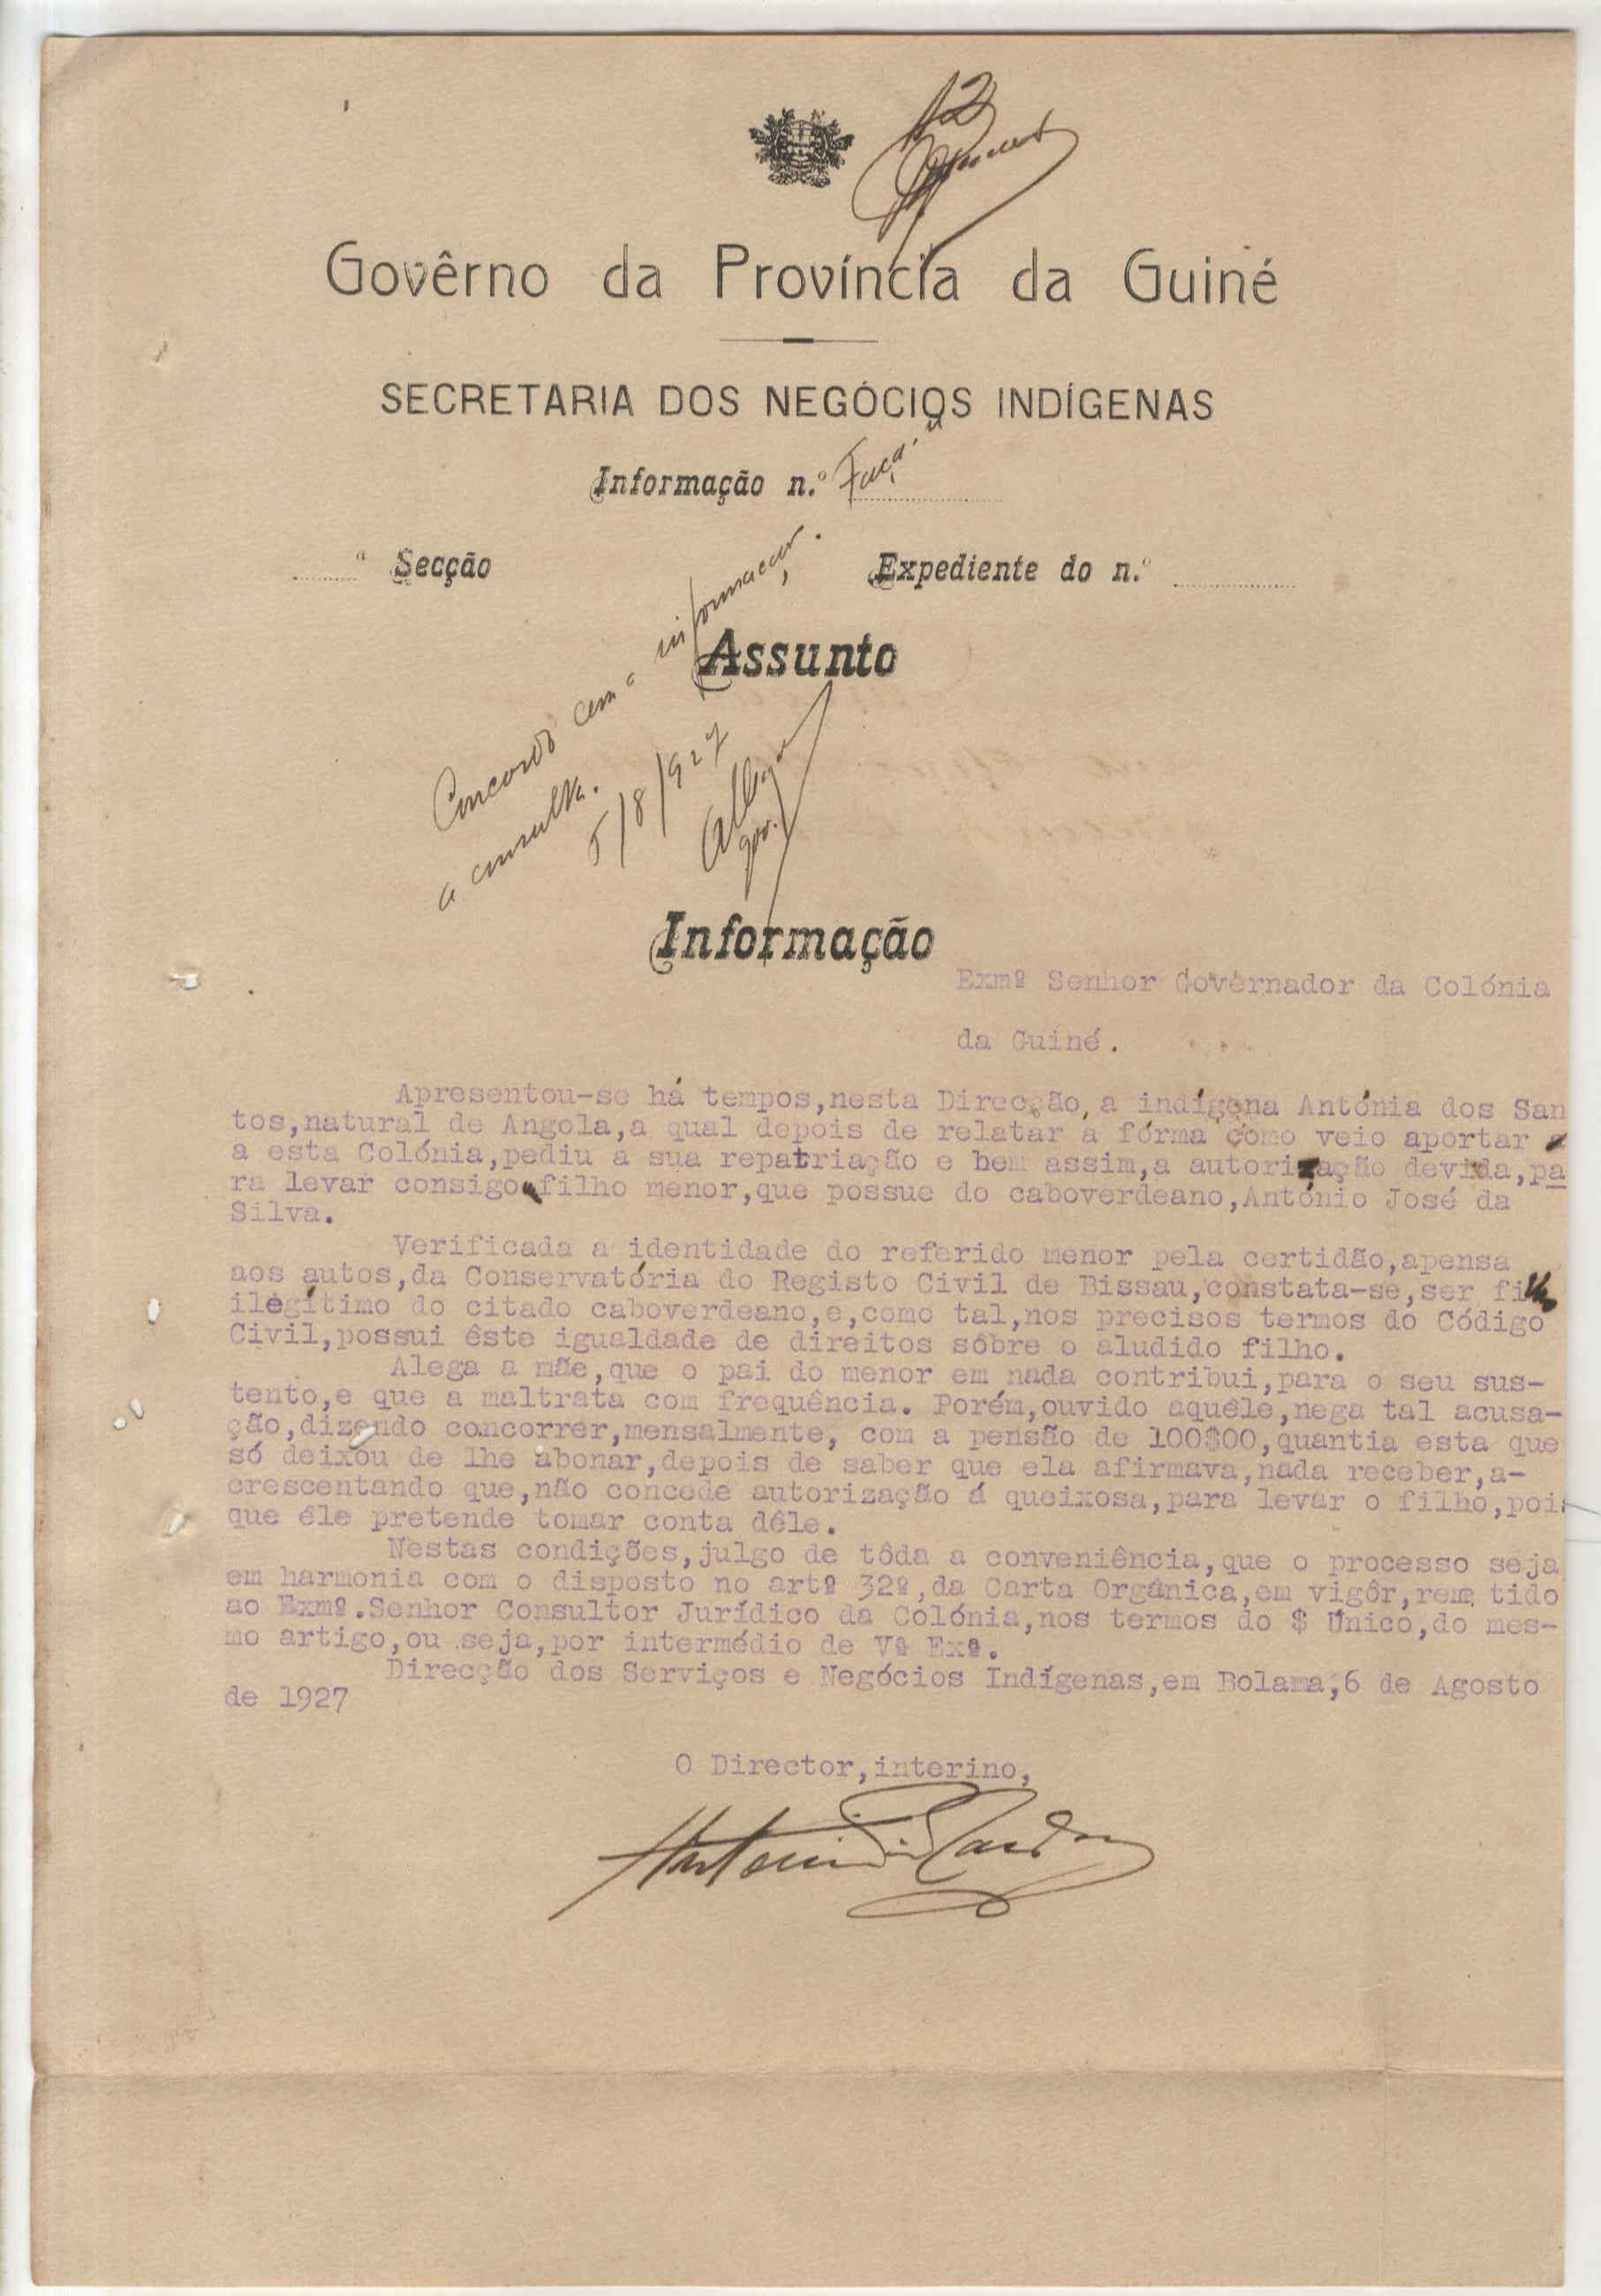 12
Govêrno da Província da Guiné
SECRETARIA DOS NEGÓCIOS INDÍGENAS
Informação n.º
Faça-
ª Secção
Expediente do n.º
Assunto
Concordo com a informação.
a consulta.
5/8/927
gov.
Informação
Exmº Senhor Govêrnador da Colónia
da Guiné.
Apresentou-se há tempos,nesta Direcção,a indígena Antónia dos San
tos,natural de Angola,a qual depois de relatar a fórma como veio aportar
a esta Colónia,pediu a sua repatriação e bem assim,a autorização devida,pa
ra levar consigo filho menor,que possue do caboverdeano,António José da
Silva.
Verificada a identidade do referido menor pela certidão,apensa
aos autos,da Conservatória do Registo Civil de Bissau,constata-se,ser filho
ilegítimo do citado caboverdeano,e,como tal,nos precisos termos do Código
Civil,possui êste igualdade de direitos sôbre o aludido filho.
Alega a mãe,que o pai do menor em nada contribui,para o seu sus-
tento,e que a maltrata com frequência. Porém,ouvido aquêle,nega tal acusa-
ção,dizendo concorrer,mensalmente, com a pensão de 100$00,quantia esta que
só deixou de lhe abonar,depois de saber que ela afirmava,nada receber,a-
crescentando que,não concede autorização á queixosa,para levar o filho,pois
que êle pretende tomar conta dêle.
Nestas condições,julgo de tôda a conveniência,que o processo seja
em harmonia com o disposto no artº 32º,da Carta Orgánica,em vigôr,remetido
ao Exmº.Senhor Consultor Jurídico da Colónia,nos termos do $ Único,do mes-
mo artigo,ou seja,por intermédio de Vª Exª.
Direcção dos Serviços e Negócios Indígenas,em Bolama,6 de Agosto
de 1927
O Director,interino,